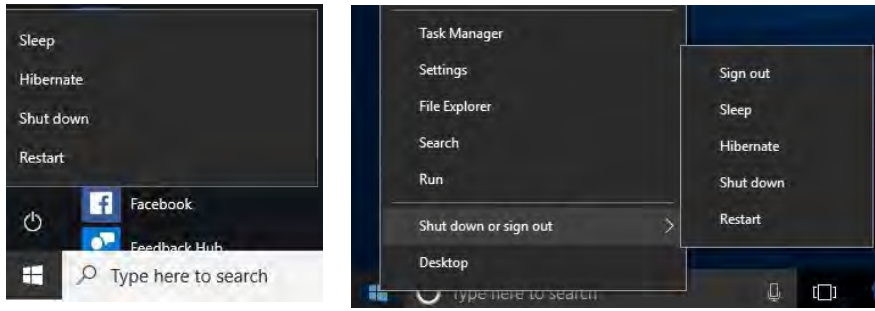 Sleep
Hibernate
Shut down
Restart
Facebook
Feedback Hub
Type here to search
Task Manager
Settings
File Explorer
Search
Run
Shut down or sign out
Desktop
Type here to search
Sign out
Sleep
Hibernate
Shut down
Restart